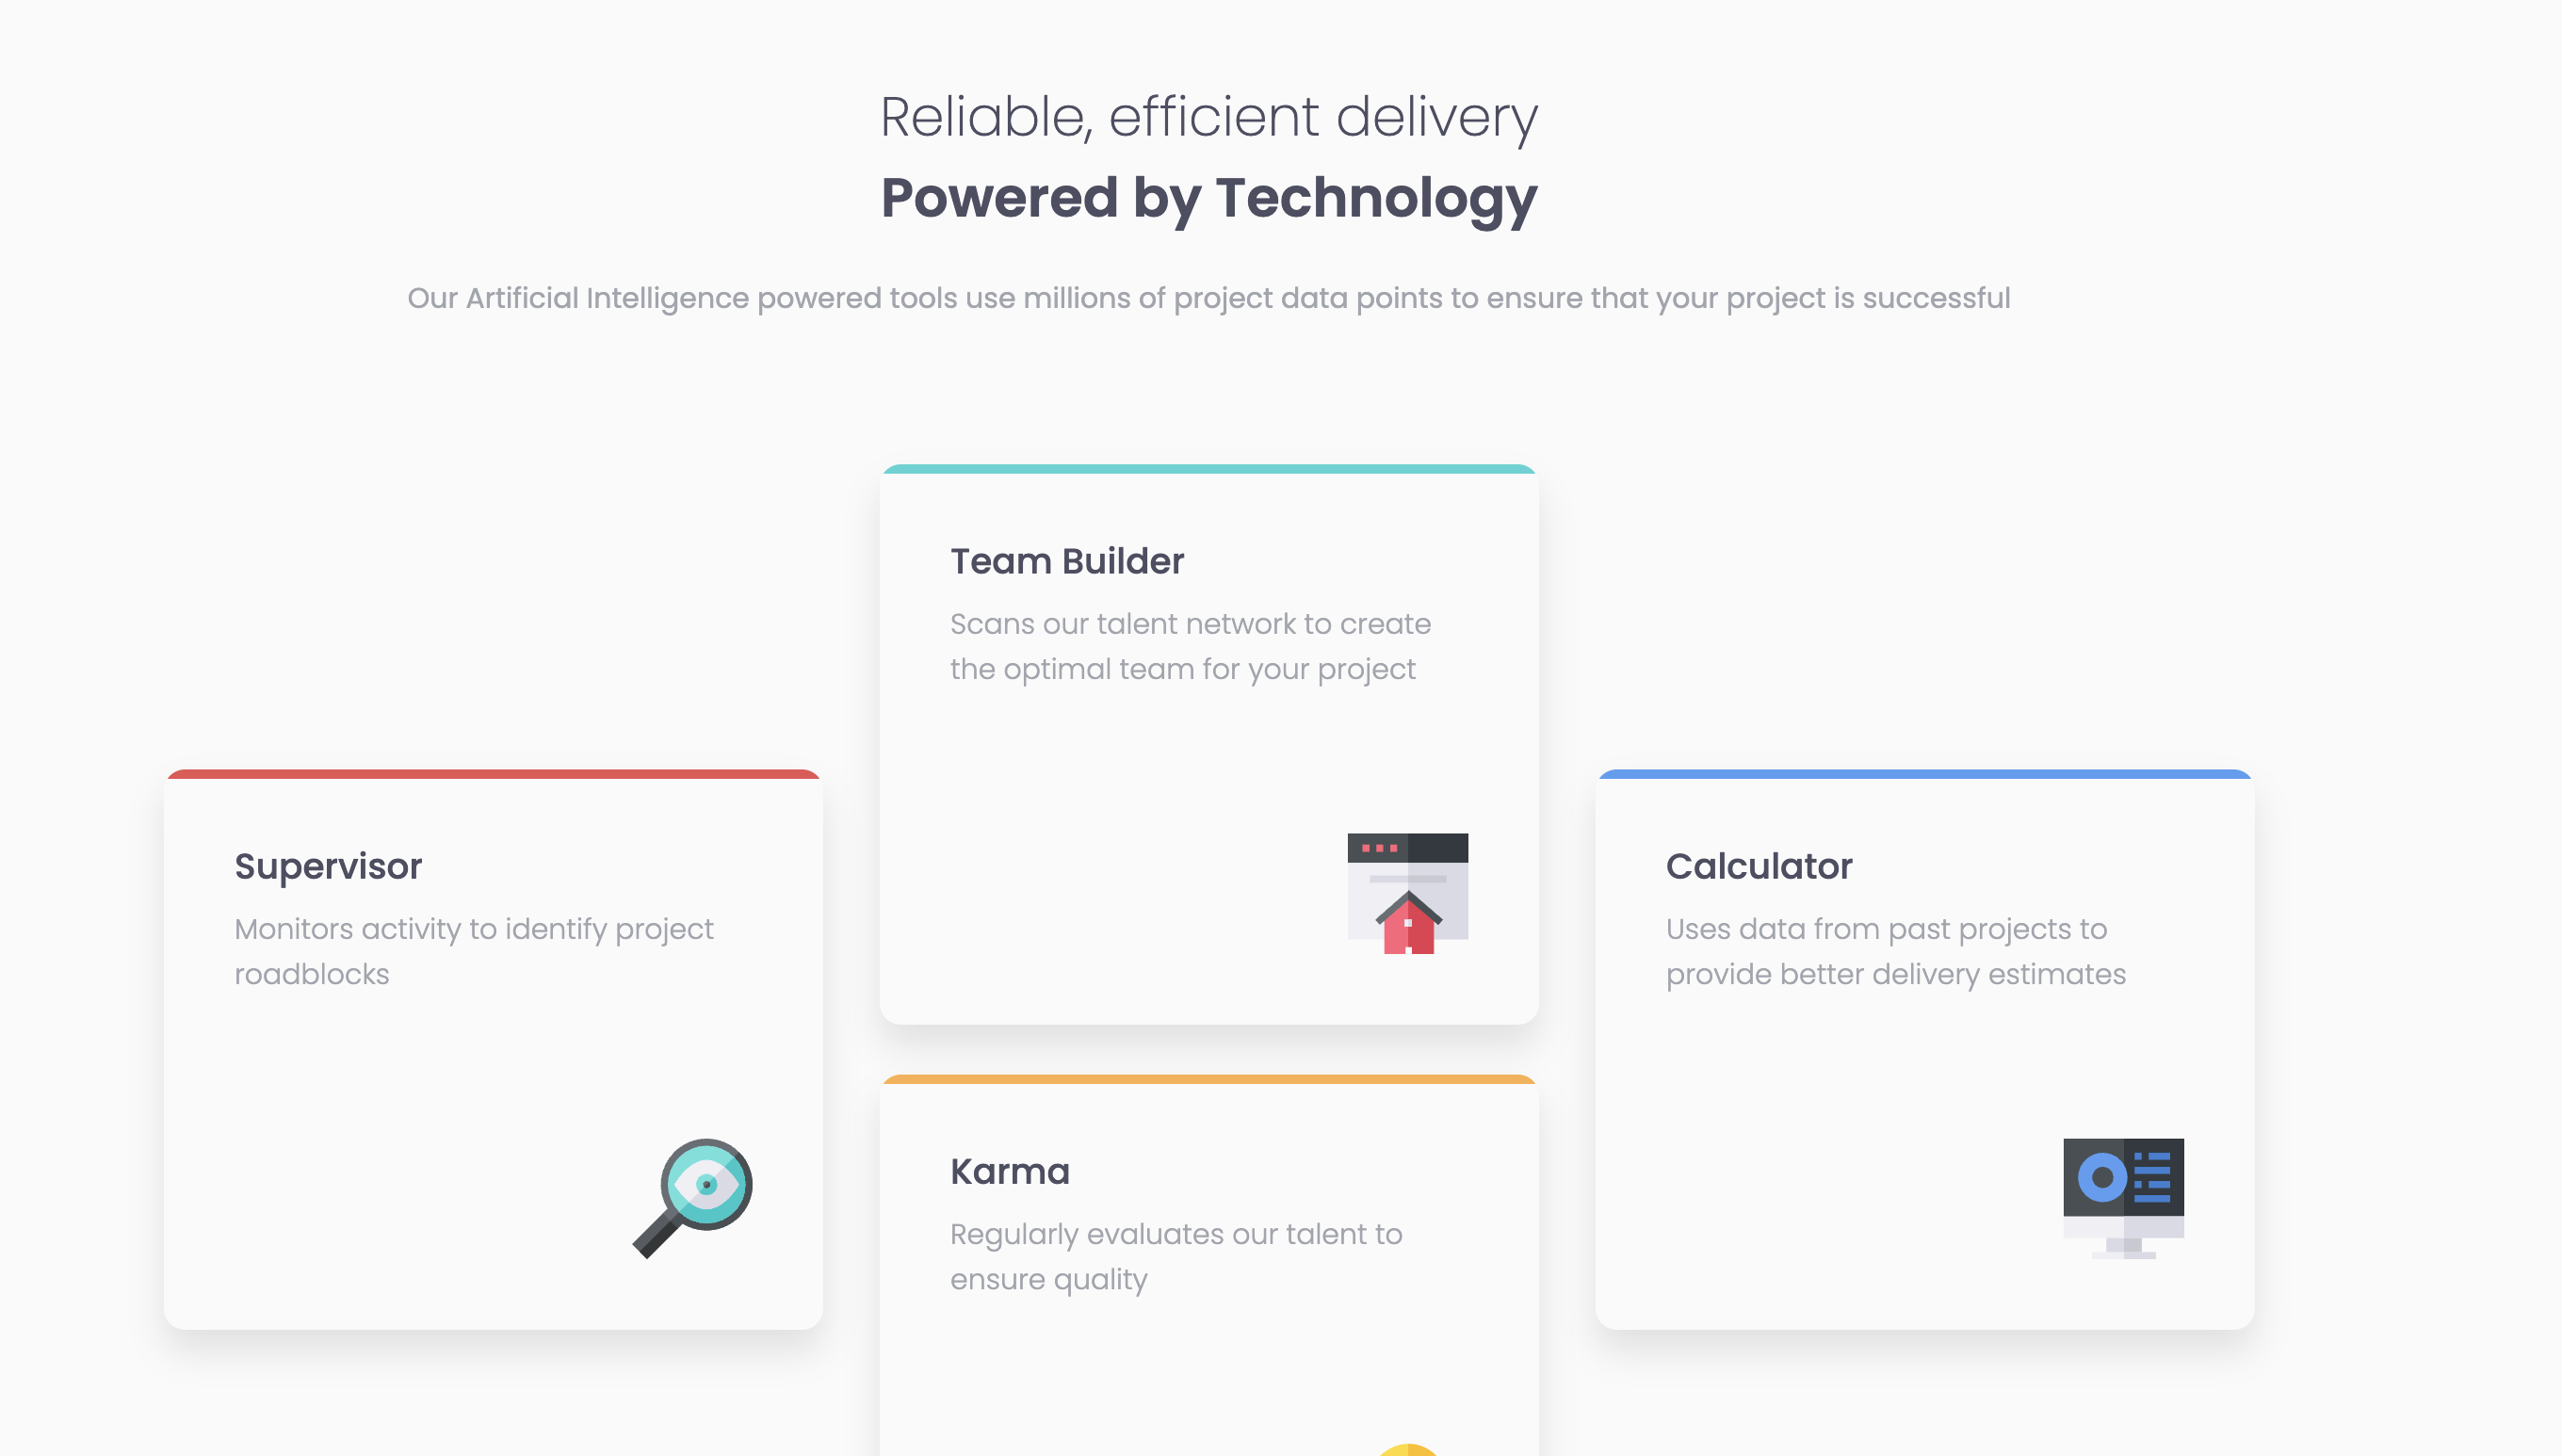 Reliable, efficient delivery
Powered by Technology
Our Artificial Intelligence powered tools use millions of project data points to ensure that your project is successful
Team Builder
Scans our talent network to create
the optimal team for your project
Supervisor
Monitors activity to identify project
roadblocks
Calculator
Uses data from past projects to
provide better delivery estimates
Karma
Regularly evaluates our talent to
ensure quality